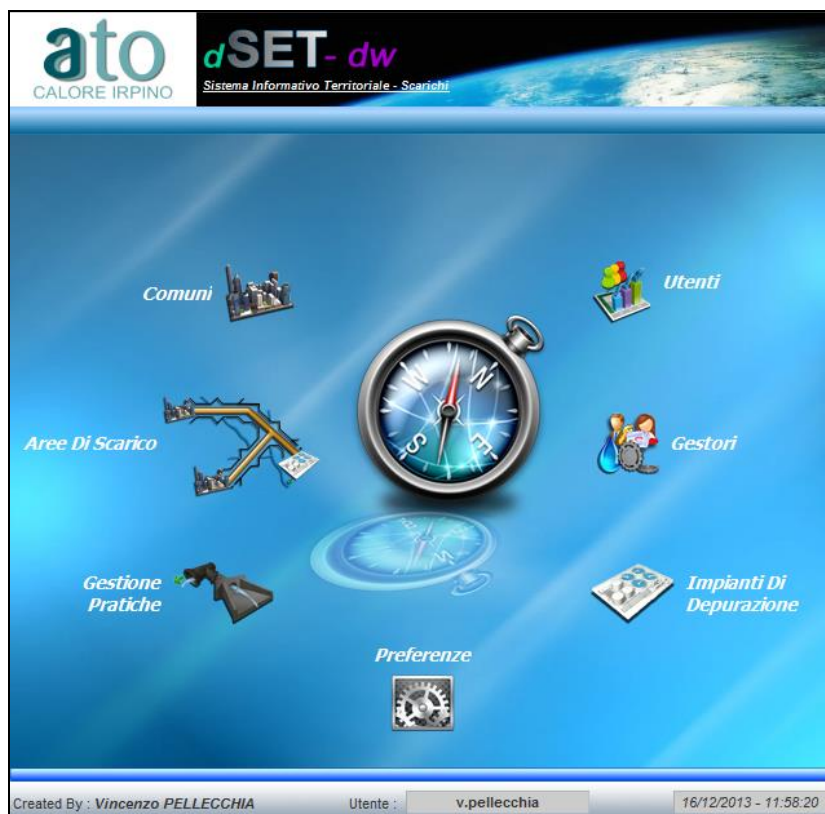 ato
CALORE IRPINO
dSET- dw
Sistema Informativo Territoriale - Scarichi
Comuni
Utenti
W N
S E
Aree Di Scarico
Gestori
Gestione
Pratiche
Impianti Di
Depurazione
Preferenze
Created By : Vincenzo PELLECCHIA
Utente :
v.pellecchia
16/12/2013 - 11:58:20